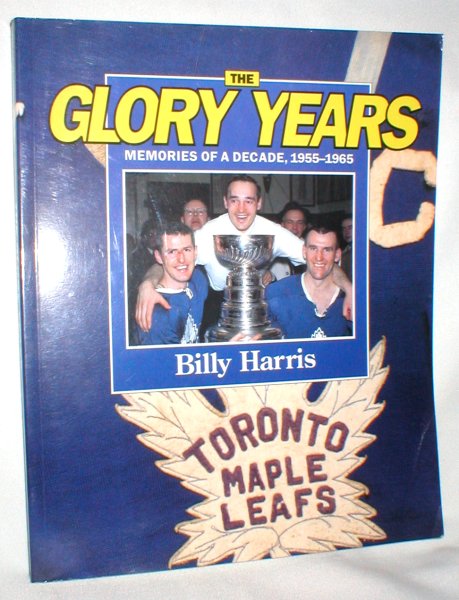 THE
GLORY YEARS
MEMORIES OF A DECADE, 1955–1965
C
Billy Harris
TORONTO
MAPLE
LEAFS